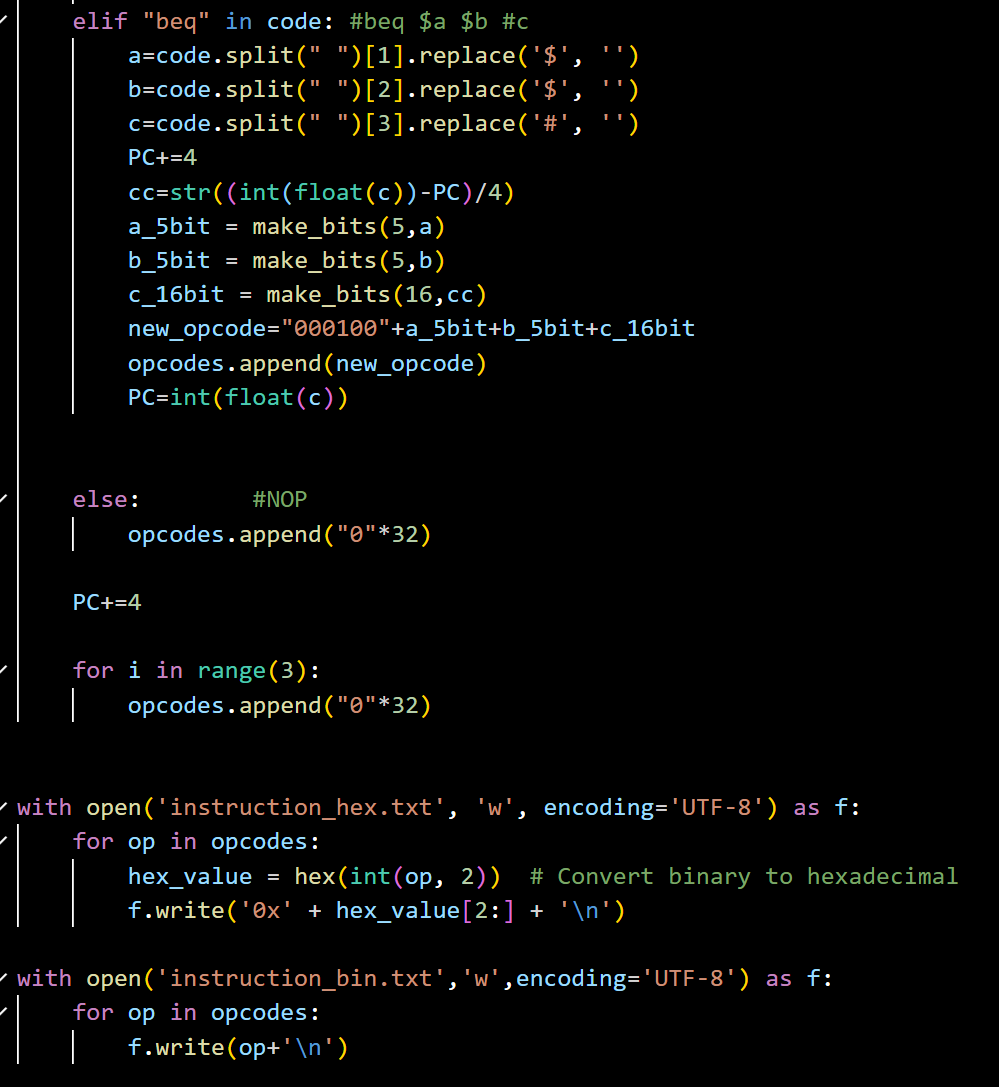 elif "beq" in code: #beq $a $b #c
a=code.split(" ")[1].replace('$', '')
b=code.split(" ")[2].replace('$', '')
c=code.split(" ")[3].replace('#', '')
PC+=4
cc=str((int(float(c))-PC)/4)
a_5bit = make_bits(5,a)
b_5bit = make_bits(5,b)
c_16bit = make_bits(16,cc)
new_opcode="000100"+a_5bit+b_5bit+c_16bit
opcodes.append(new_opcode)
PC=int(float(c))
else: #NOP
opcodes.append("0"*32)
PC+=4
for i in range(3):
opcodes.append("0"*32)
with open('instruction_hex.txt', 'w', encoding='UTF-8') as f:
for op in opcodes:
hex_value = hex(int(op, 2))  # Convert binary to hexadecimal
f.write('0x' + hex_value[2:] + '\n')
with open('instruction_bin.txt','w',encoding='UTF-8') as f:
for op in opcodes:
f.write(op+'\n')